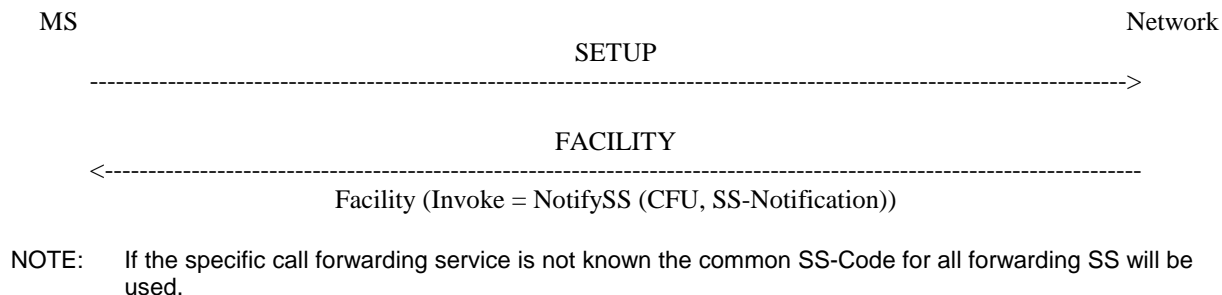 MS Network
SETUP
------------------------------------------------------------------------------------------------------------------------>
FACILITY
<------------------------------------------------------------------------------------------------------------------------
Facility (Invoke = NotifySS (CFU, SS-Notification))
NOTE: If the specific call forwarding service is not known the common SS-Code for all forwarding SS will be
used.